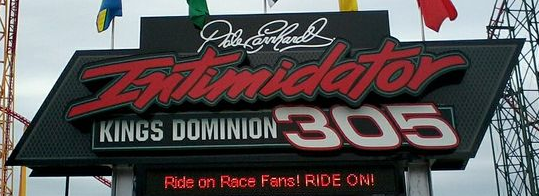 Dale Earnhardt
Intimidator
KINGS DOMINION 305
Ride on Race Fans! RIDE ON!